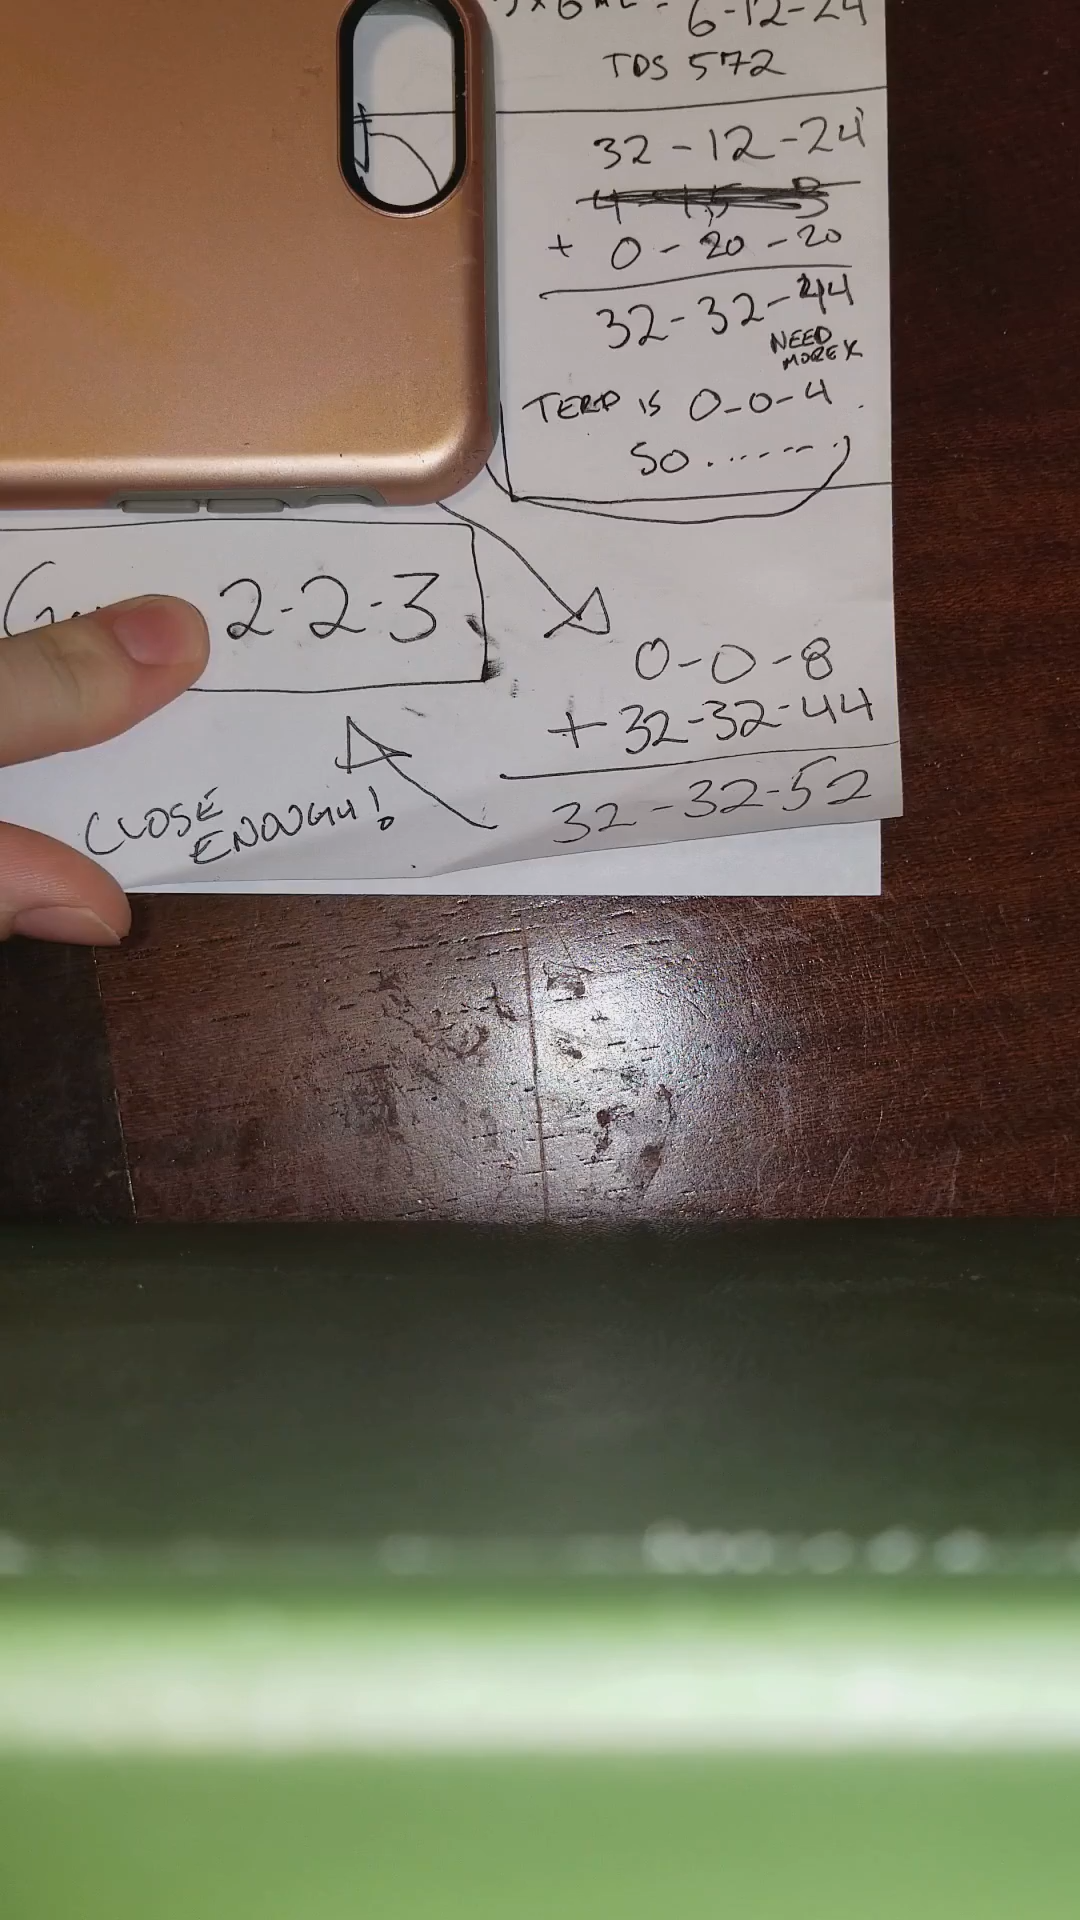 6-12-24
TDS 572
32-12-24
+ 0-20-20
32-32-44
NEED
MORE K
TERP IS 0-0-4
SO.......
2-2-3
0-0-8
+32-32-44
32-32-52
CLOSE
ENOUGH!